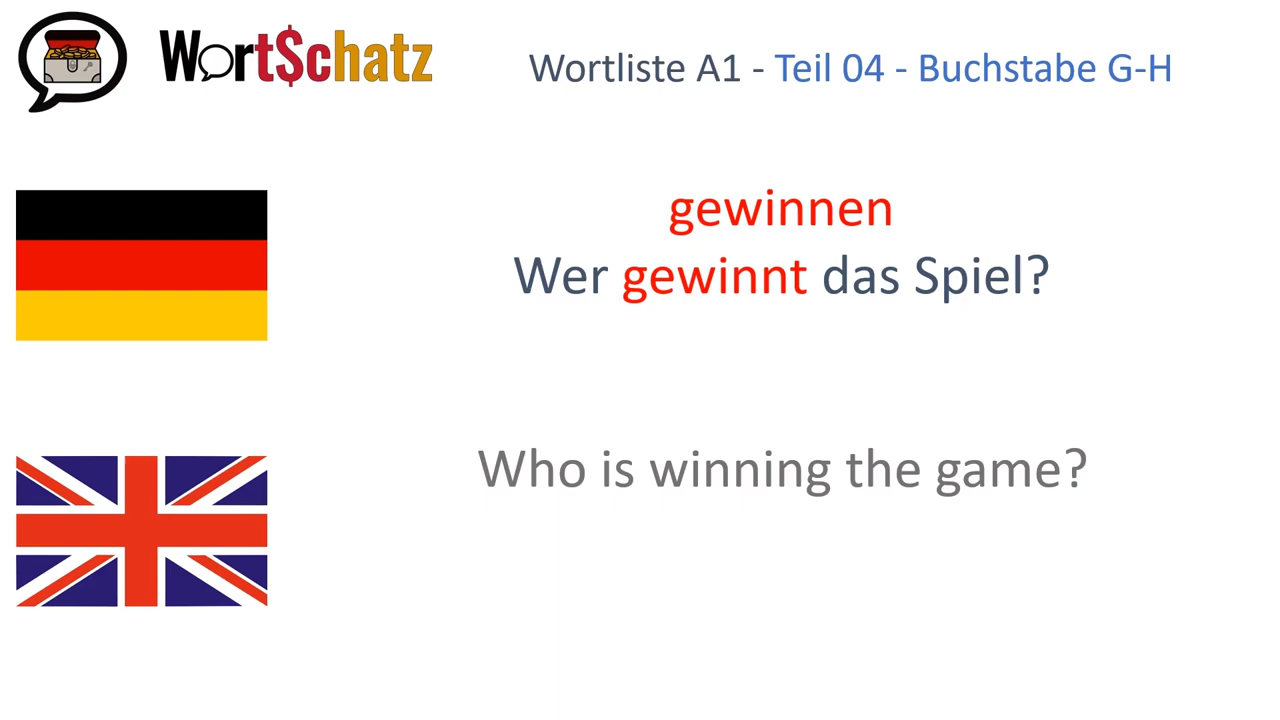 WortSchatz
Wortliste A1 - Teil 04 - Buchstabe G-H
gewinnen
Wer gewinnt das Spiel?
Who is winning the game?